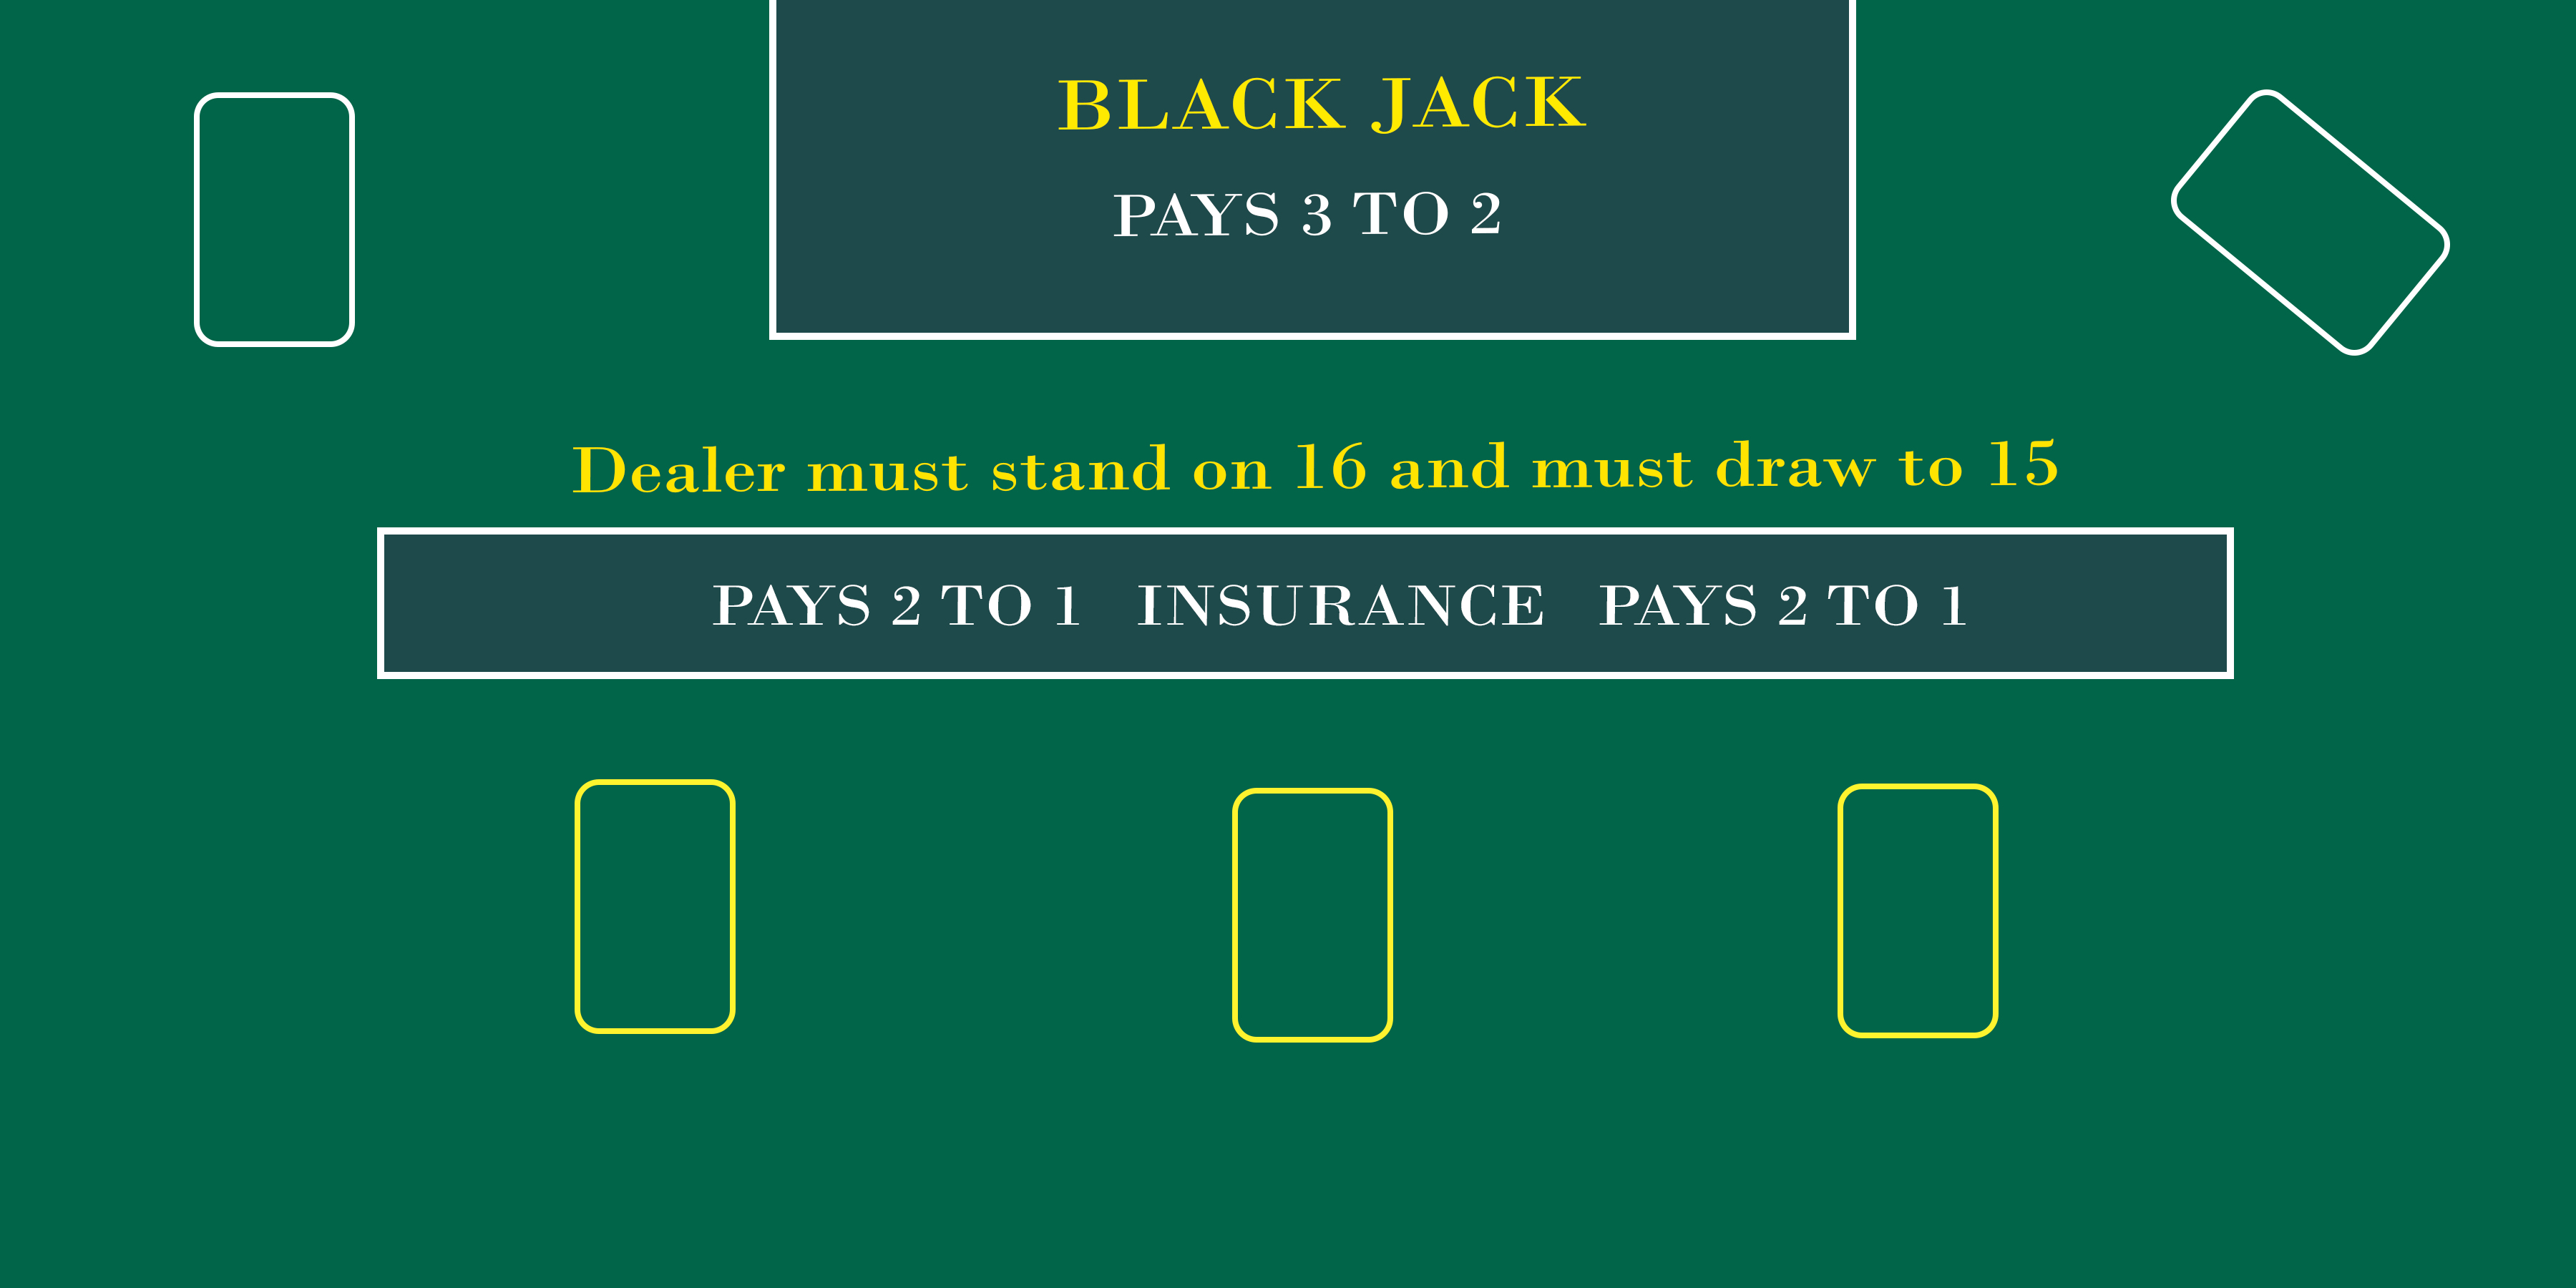 BLACK JACK
PAYS 3 TO 2
Dealer must stand on 16 and must draw to 15
PAYS 2 TO 1 INSURANCE PAYS 2 TO 1